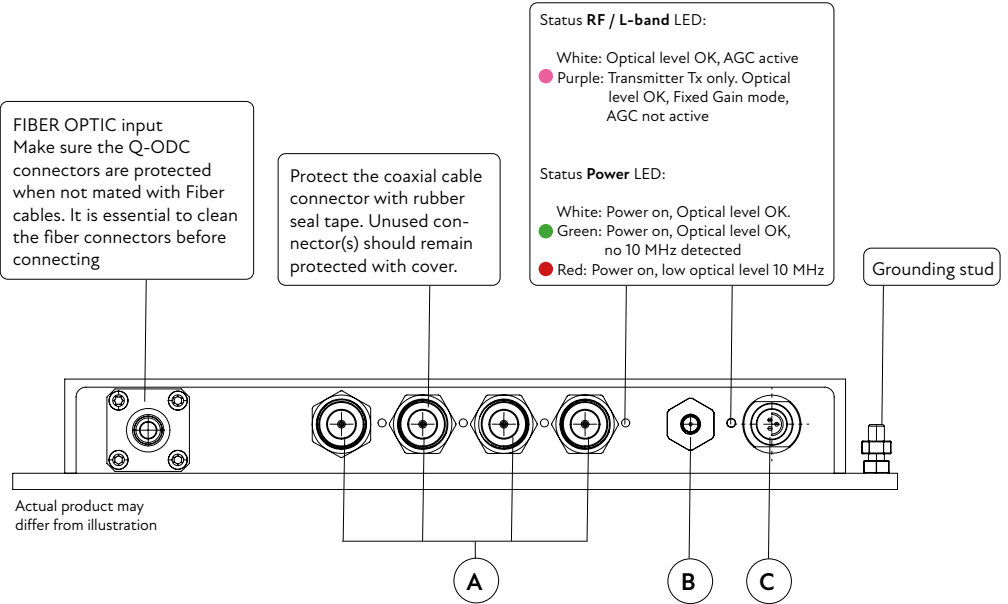 Status RF / L-band LED:
White: Optical level OK, AGC active
Purple: Transmitter Tx only. Optical
level OK, Fixed Gain mode,
AGC not active
Status Power LED:
White: Power on, Optical level OK.
Green: Power on, Optical level OK,
no 10 MHz detected
Red: Power on, low optical level 10 MHz
FIBER OPTIC input
Make sure the Q-ODC
connectors are protected
when not mated with Fiber
cables. It is essential to clean
the fiber connectors before
connecting
Protect the coaxial cable
connector with rubber
seal tape. Unused con-
nector(s) should remain
protected with cover.
Grounding stud
Actual product may
differ from illustration
A
B
C